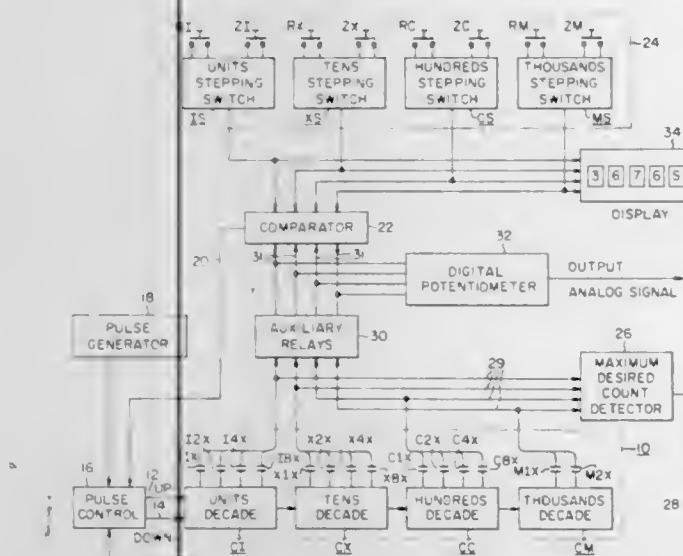 2I RX 2X RC 2C RM 2M
24
UNITS STEPPING SWITCH
TENS STEPPING SWITCH
HUNDREDS STEPPING SWITCH
THOUSANDS STEPPING SWITCH
IS XS CS MS
34
3 6 7 6 5
DISPLAY
COMPARATOR
22
20
31 31
32
DIGITAL POTENTIOMETER
OUTPUT
ANALOG SIGNAL
18
PULSE GENERATOR
AUXILIARY RELAYS
30
29
26
MAXIMUM DESIRED COUNT DETECTOR
10
I2X I4X X2X X4X C2X C4X
IX I8X X1X X8X C1X C8X M1X M2X
16
12
UP
PULSE CONTROL
14
DOWN
UNITS DECADE
TENS DECADE
HUNDREDS DECADE
THOUSANDS DECADE
28
CI CX CC CM